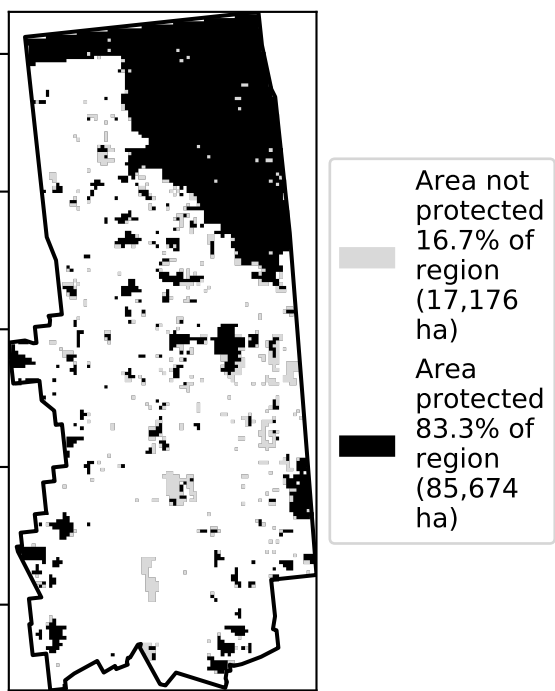 Area not
protected
16.7% of
region
(17,176
ha)
Area
protected
83.3% of
region
(85,674
ha)